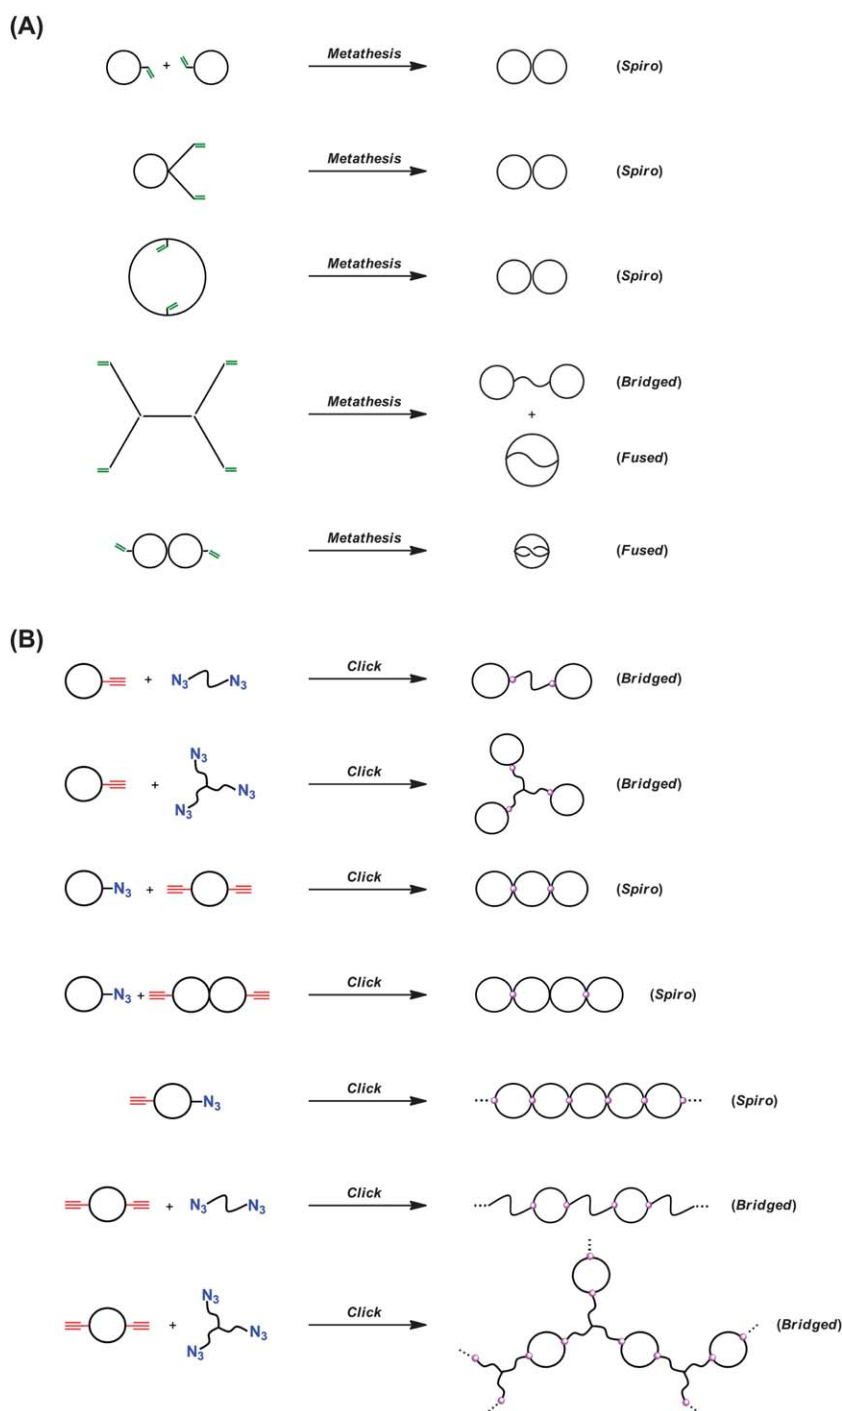 (A)
+ Metathesis (Spiro)
Metathesis (Spiro)
Metathesis (Spiro)
Metathesis (Bridged)
+
(Fused)
Metathesis (Fused)
(B)
+ N3 N3 Click (Bridged)
+ N3 N3 N3 Click (Bridged)
N3 + Click (Spiro)
N3 + Click (Spiro)
N3 Click (Spiro)
+ N3 N3 Click (Bridged)
+ N3 N3 N3 Click (Bridged)